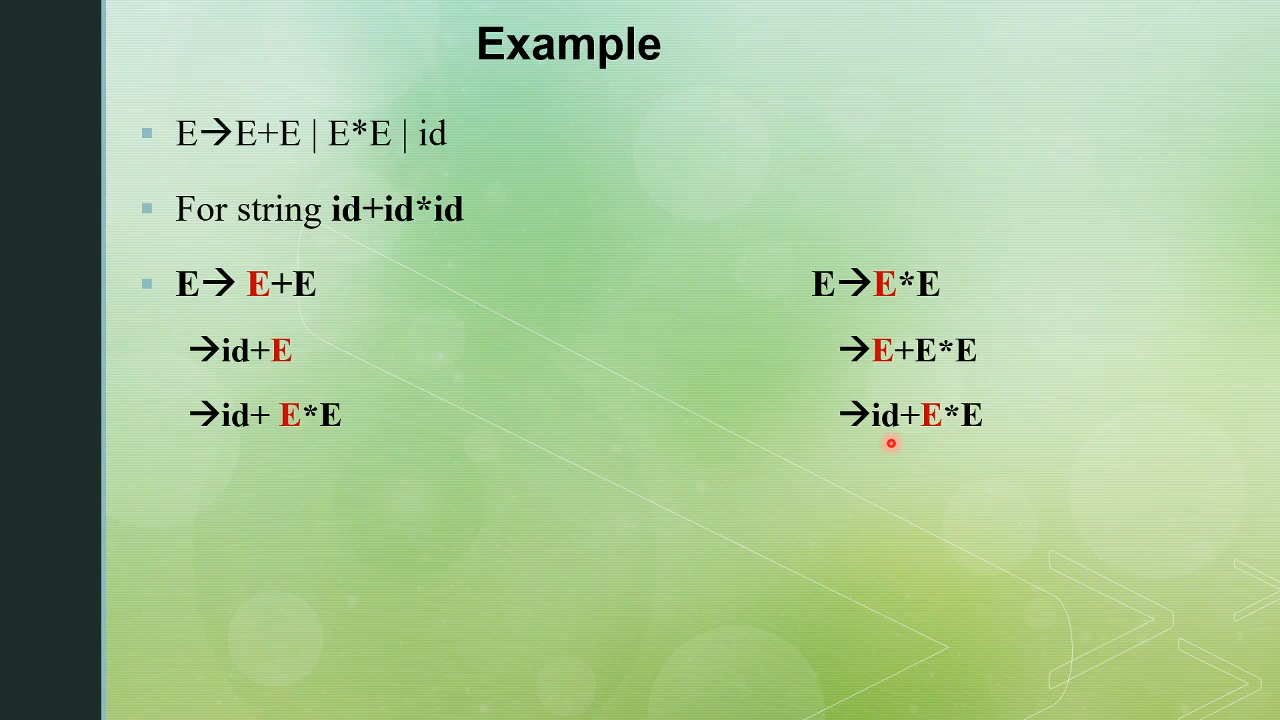 Example
E→E+E | E*E | id
For string id+id*id
E→ E+E
→id+E
→id+ E*E
E→E*E
→E+E*E
→id+E*E